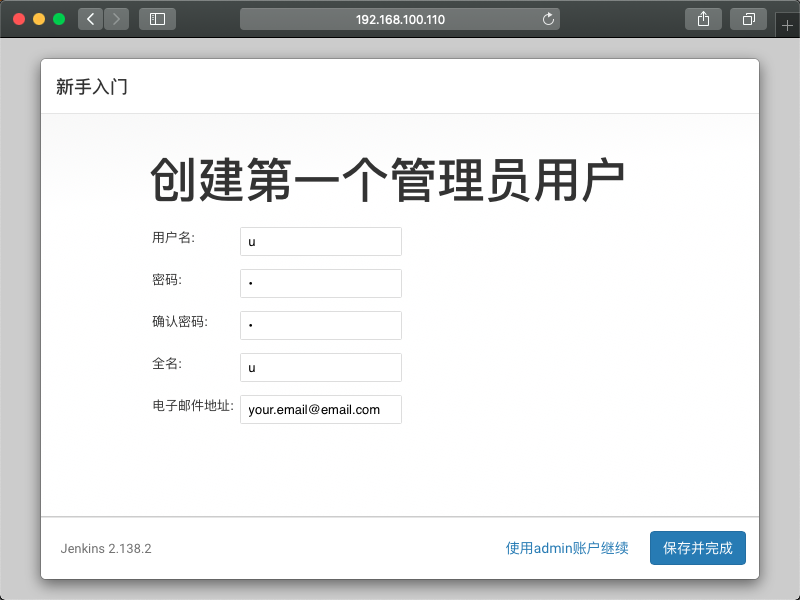 192.168.100.110
新手入门
创建第一个管理员用户
用户名: u
密码: •
确认密码: •
全名: u
电子邮件地址: your.email@email.com
Jenkins 2.138.2 使用admin账户继续 保存并完成